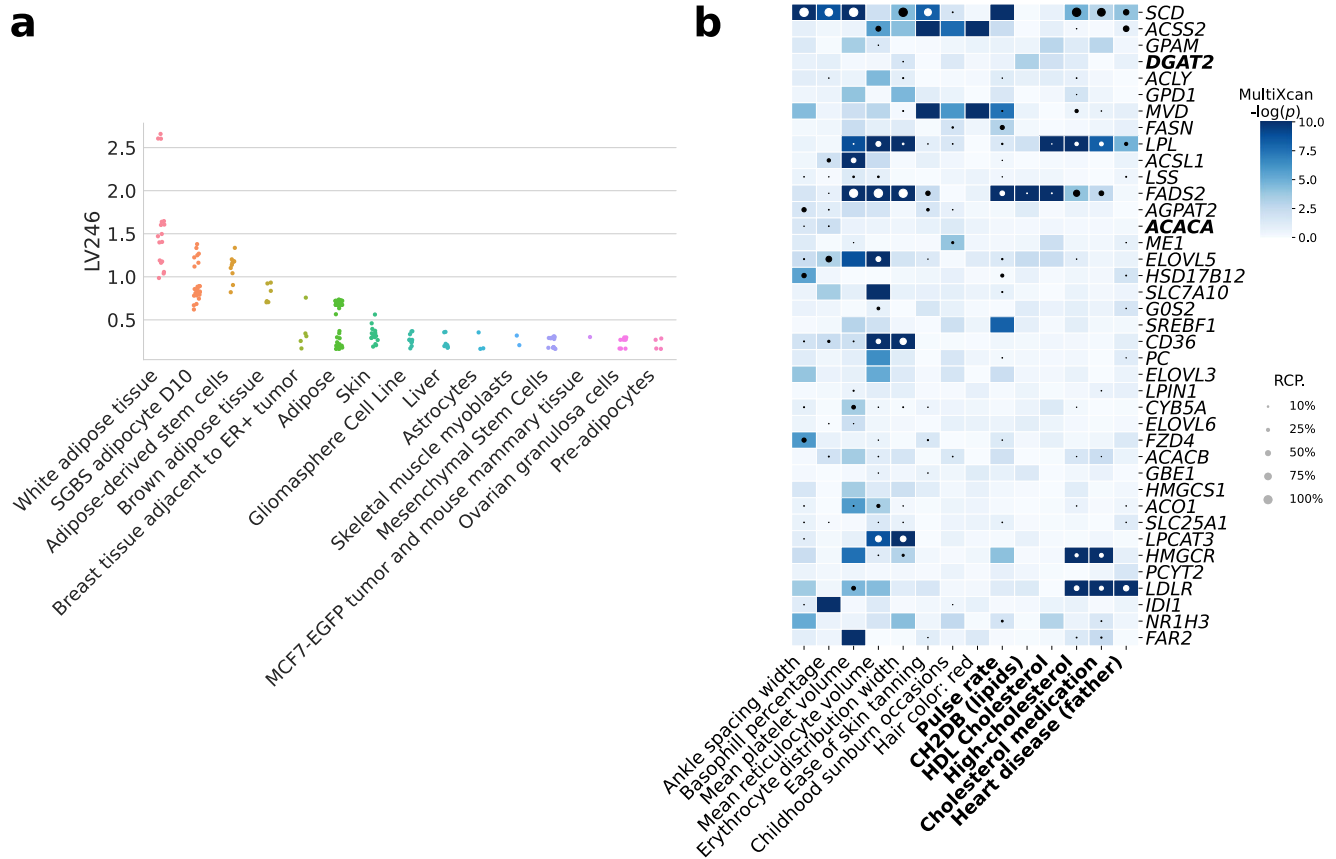 a
LV246
2.5
2.0
1.5
1.0
0.5
White adipose tissue
SGBS adipocyte D10
Adipose-derived stem cells
Brown adipose tissue
Breast tissue adjacent to ER+ tumor
Adipose
Skin
Gliomasphere Cell Line
Liver
Astrocytes
Skeletal muscle myoblasts
Mesenchymal Stem Cells
MCF7-EGFP tumor and mouse mammary tissue
Ovarian granulosa cells
Pre-adipocytes
b
SCD
ACSS2
GPAM
DGAT2
ACLY
GPD1
MVD
FASN
LPL
ACSL1
LSS
FADS2
AGPAT2
ACACA
ME1
ELOVL5
HSD17B12
SLC7A10
G0S2
SREBF1
CD36
PC
ELOVL3
LPIN1
CYB5A
ELOVL6
FZD4
ACACB
GBE1
HMGCS1
ACO1
SLC25A1
LPCAT3
HMGCR
PCYT2
LDLR
IDI1
NR1H3
FAR2
Ankle spacing width
Basophill percentage
Mean platelet volume
Mean reticulocyte volume
Erythrocyte distribution width
Ease of skin tanning
Childhood sunburn occasions
Hair color: red
Pulse rate
CH2DB (lipids)
HDL Cholesterol
High-cholesterol
Cholesterol medication
Heart disease (father)
MultiXcan
-log(p)
10.0
7.5
5.0
2.5
0.0
RCP.
10%
25%
50%
75%
100%